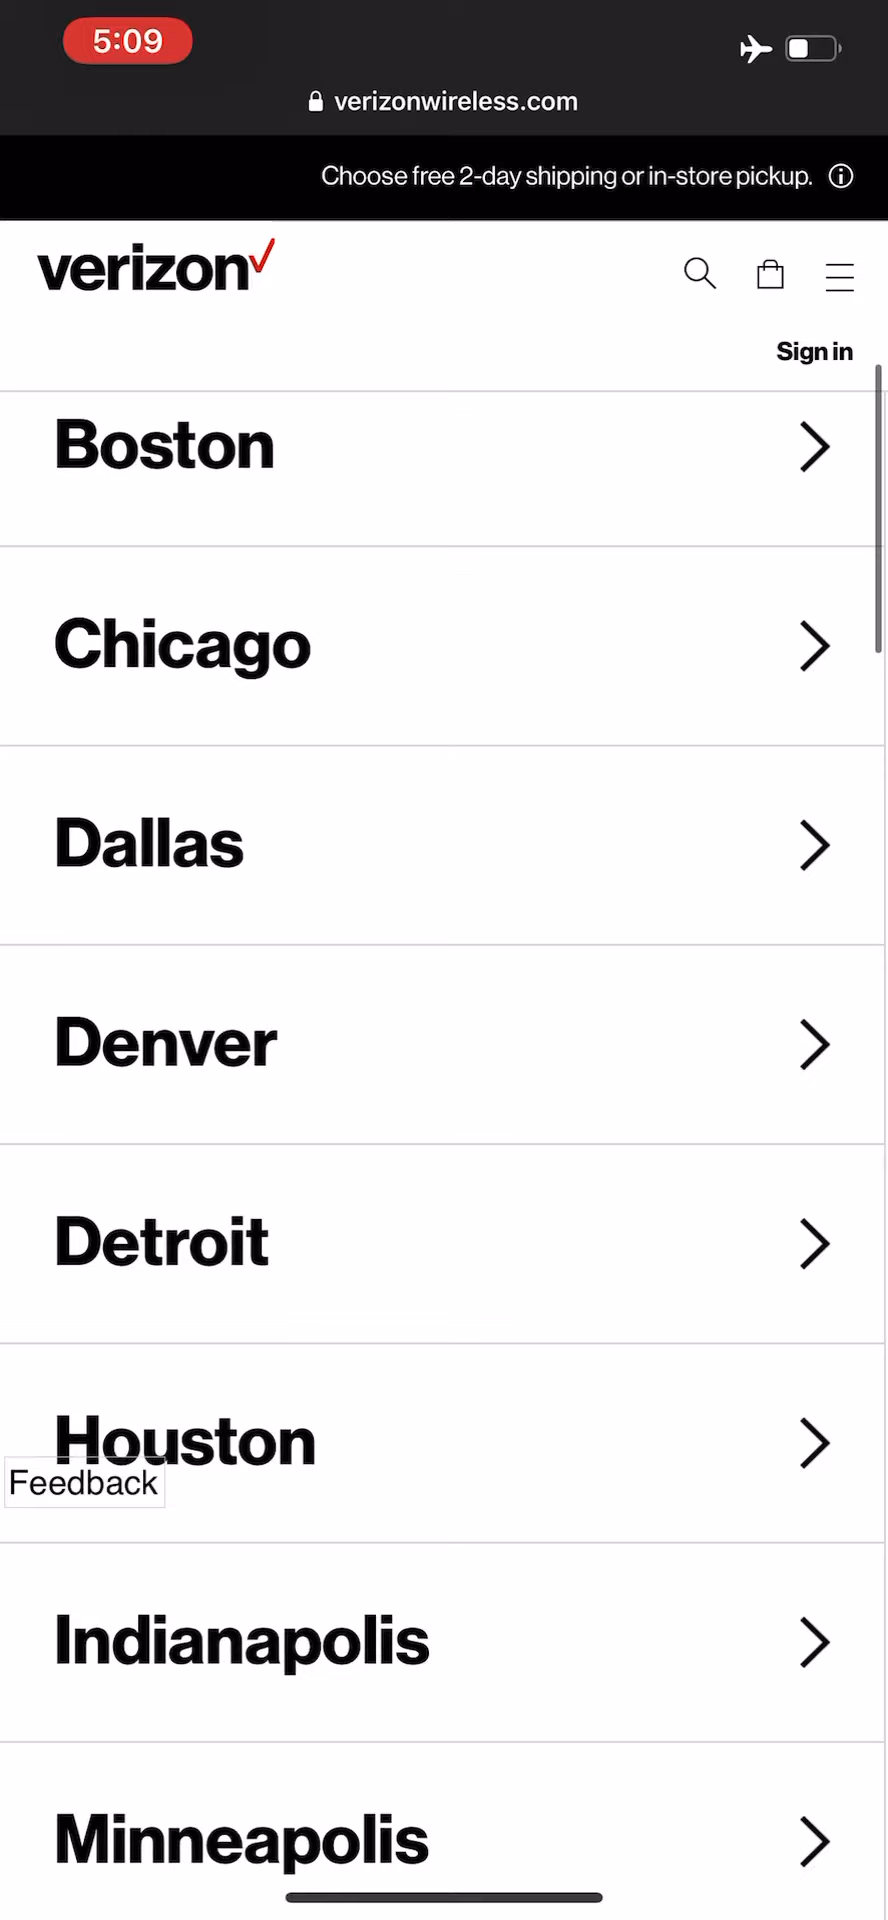 5:09
verizonwireless.com
Choose free 2-day shipping or in-store pickup.
verizon
Sign in
Boston
Chicago
Dallas
Denver
Detroit
Houston
Feedback
Indianapolis
Minneapolis